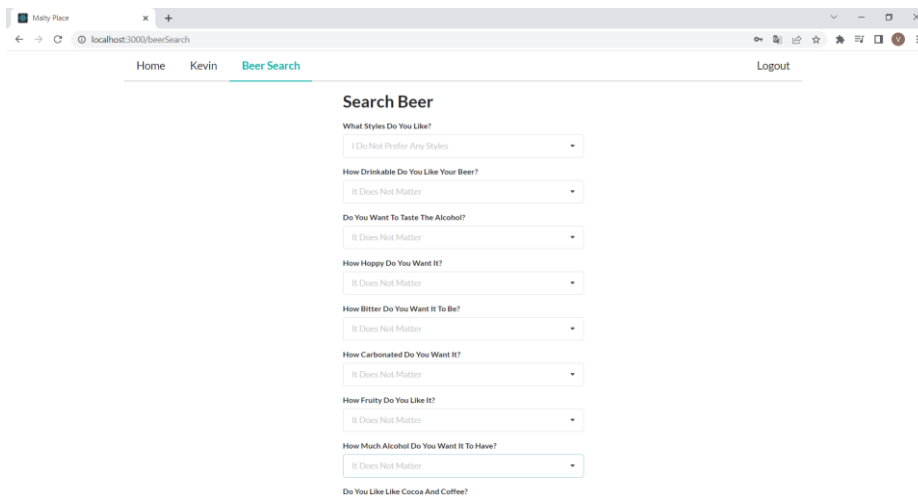 Malty Place
localhost:3000/beerSearch
V
Home Kevin Beer Search Logout
Search Beer
What Styles Do You Like?
I Do Not Prefer Any Styles
How Drinkable Do You Like Your Beer?
It Does Not Matter
Do You Want To Taste The Alcohol?
It Does Not Matter
How Hoppy Do You Want It?
It Does Not Matter
How Bitter Do You Want It To Be?
It Does Not Matter
How Carbonated Do You Want It?
It Does Not Matter
How Fruity Do You Like It?
It Does Not Matter
How Much Alcohol Do You Want It To Have?
It Does Not Matter
Do You Like Like Cocoa And Coffee?